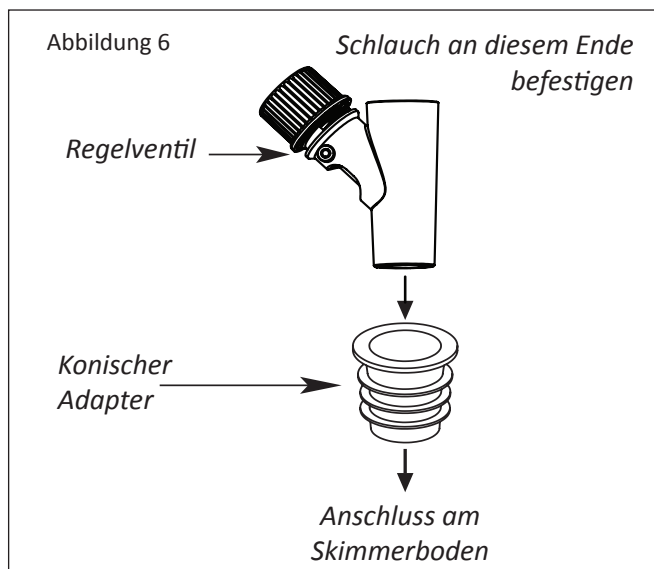 Abbildung 6
Schlauch an diesem Ende
befestigen
Regelventil
Konischer
Adapter
Anschluss am
Skimmerboden